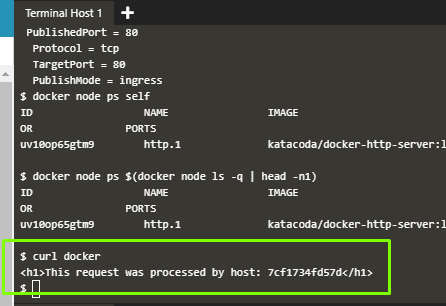 Terminal Host 1
PublishedPort = 80
Protocol = tcp
TargetPort = 80
PublishMode = ingress
$ docker node ps self
ID NAME IMAGE
OR PORTS
uv10op65gtm9 http.1 katacoda/docker-http-server:l
$ docker node ps $(docker node ls -q | head -n1)
ID NAME IMAGE
OR PORTS
uv10op65gtm9 http.1 katacoda/docker-http-server:l
$ curl docker
<h1>This request was processed by host: 7cf1734fd57d</h1>
$